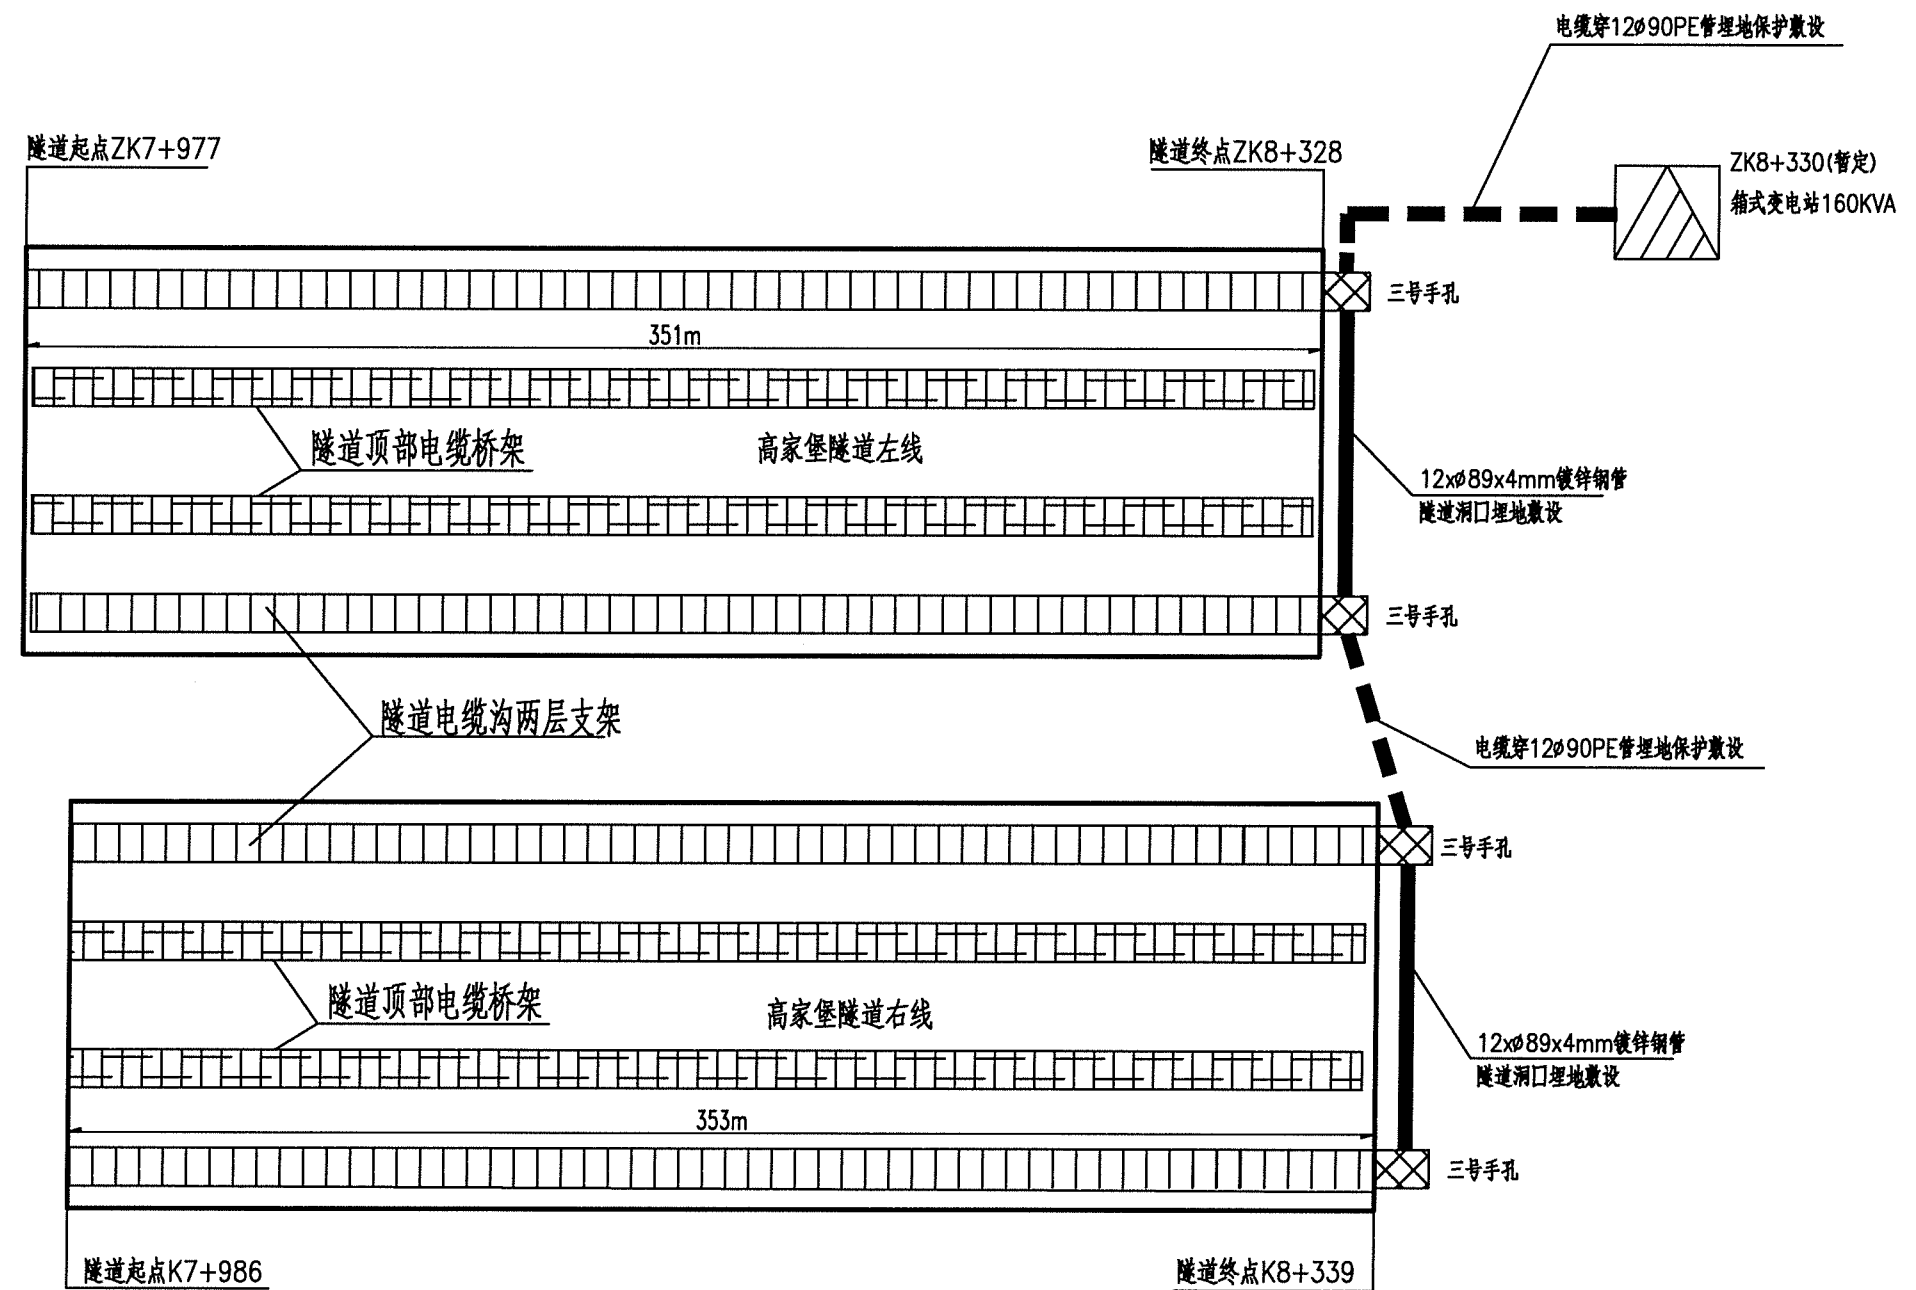 电缆穿12ø90PE管埋地保护敷设
隧道起点ZK7+977
隧道终点ZK8+328
ZK8+330(暂定)
箱式变电站160KVA
三号手孔
351m
隧道顶部电缆桥架
高家堡隧道左线
12xø89x4mm镀锌钢管
隧道洞口埋地敷设
三号手孔
隧道电缆沟两层支架
电缆穿12ø90PE管埋地保护敷设
三号手孔
隧道顶部电缆桥架
高家堡隧道右线
12xø89x4mm镀锌钢管
隧道洞口埋地敷设
353m
三号手孔
隧道起点K7+986
隧道终点K8+339